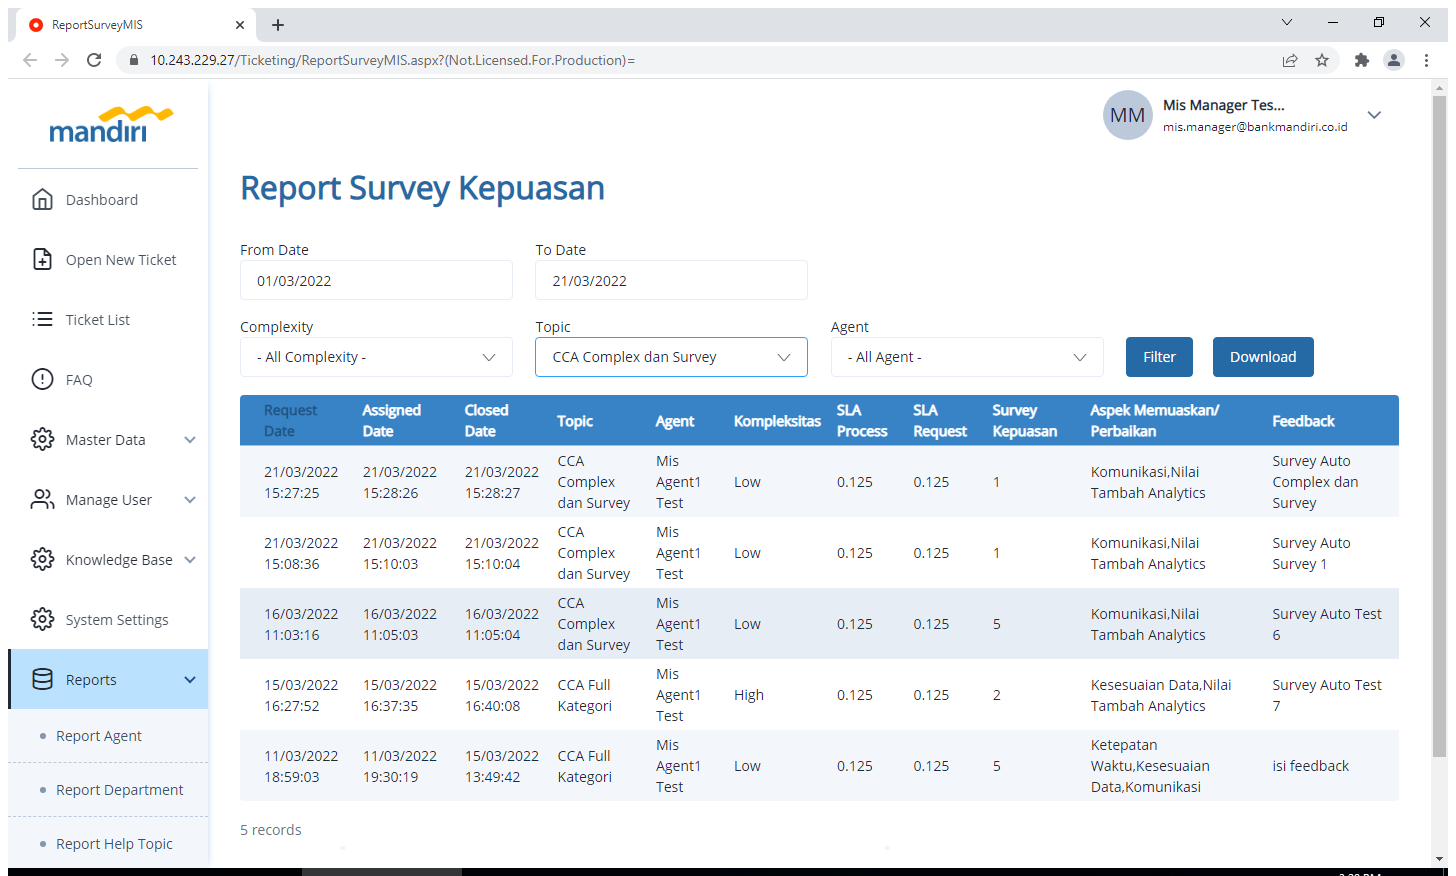 ReportSurveyMIS
10.243.229.27/Ticketing/ReportSurveyMIS.aspx?(Not.Licensed.For.Production)=
mandiri
MM
Mis Manager Tes...
mis.manager@bankmandiri.co.id
Dashboard
Open New Ticket
Ticket List
FAQ
Master Data
Manage User
Knowledge Base
System Settings
Reports
Report Agent
Report Department
Report Help Topic
Report Survey Kepuasan
From Date
To Date
01/03/2022
21/03/2022
Complexity
Topic
Agent
- All Complexity -
CCA Complex dan Survey
- All Agent -
Filter
Download
Request Date
Assigned Date
Closed Date
Topic
Agent
Kompleksitas
SLA Process
SLA Request
Survey Kepuasan
Aspek Memuaskan/ Perbaikan
Feedback
21/03/2022 15:27:25
21/03/2022 15:28:26
21/03/2022 15:28:27
CCA Complex dan Survey
Mis Agent1 Test
Low
0.125
0.125
1
Komunikasi,Nilai Tambah Analytics
Survey Auto Complex dan Survey
21/03/2022 15:08:36
21/03/2022 15:10:03
21/03/2022 15:10:04
CCA Complex dan Survey
Mis Agent1 Test
Low
0.125
0.125
1
Komunikasi,Nilai Tambah Analytics
Survey Auto Survey 1
16/03/2022 11:03:16
16/03/2022 11:05:03
16/03/2022 11:05:04
CCA Complex dan Survey
Mis Agent1 Test
Low
0.125
0.125
5
Komunikasi,Nilai Tambah Analytics
Survey Auto Test 6
15/03/2022 16:27:52
15/03/2022 16:37:35
15/03/2022 16:40:08
CCA Full Kategori
Mis Agent1 Test
High
0.125
0.125
2
Kesesuaian Data,Nilai Tambah Analytics
Survey Auto Test 7
11/03/2022 18:59:03
11/03/2022 19:30:19
15/03/2022 13:49:42
CCA Full Kategori
Mis Agent1 Test
Low
0.125
0.125
5
Ketepatan Waktu,Kesesuaian Data,Komunikasi
isi feedback
5 records